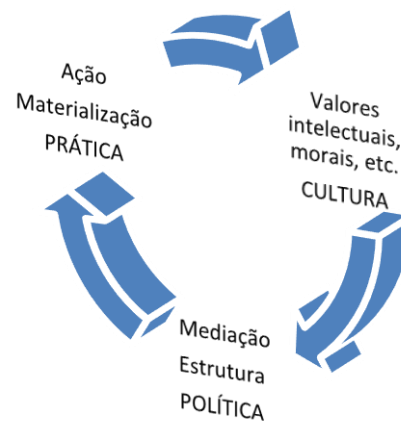 Ação
Materialização
PRÁTICA
Valores
intelectuais,
morais, etc.
CULTURA
Mediação
Estrutura
POLÍTICA